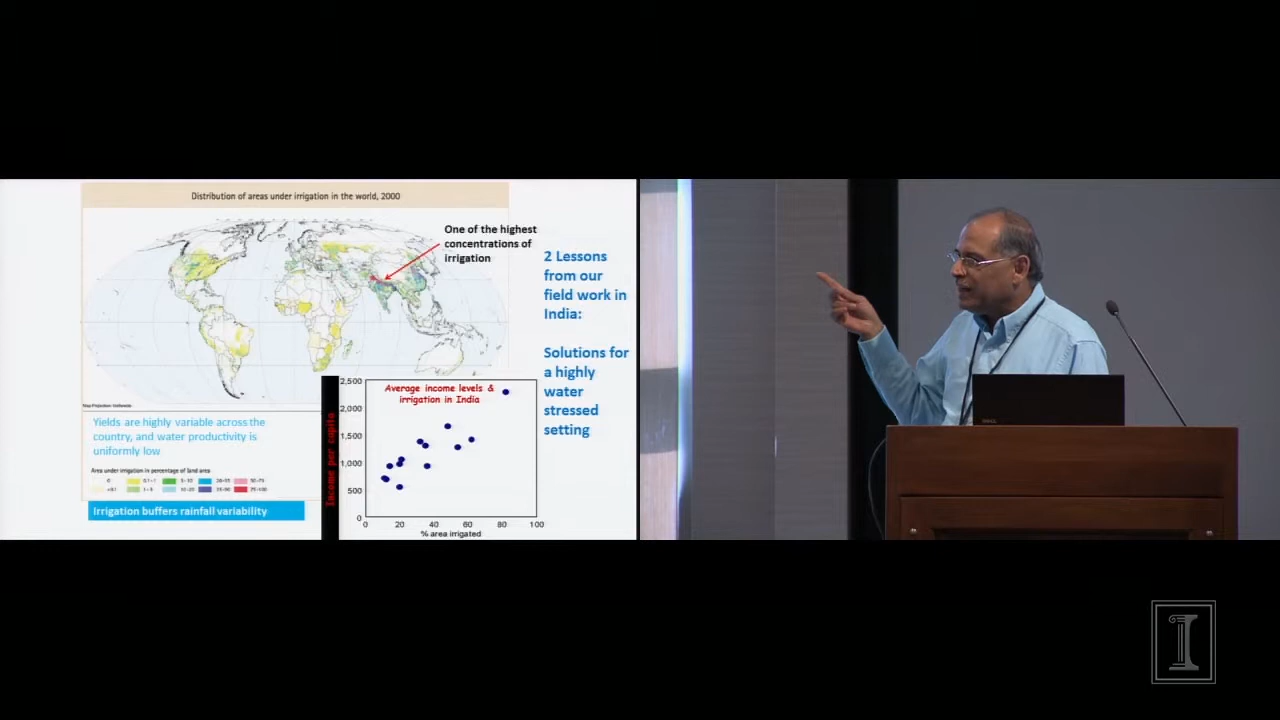 Distribution of areas under irrigation in the world, 2000
One of the highest
concentrations of
irrigation
2 Lessons
from our
field work in
India:
Solutions for
a highly
water
stressed
setting
Yields are highly variable across the
country, and water productivity is
uniformly low
Area under irrigation in percentage of land area
Irrigation buffers rainfall variability
Average income levels &
irrigation in India
Income per capita
2,500
2,000
1,500
1,000
500
0
0 20 40 60 80 100
% area irrigated
I